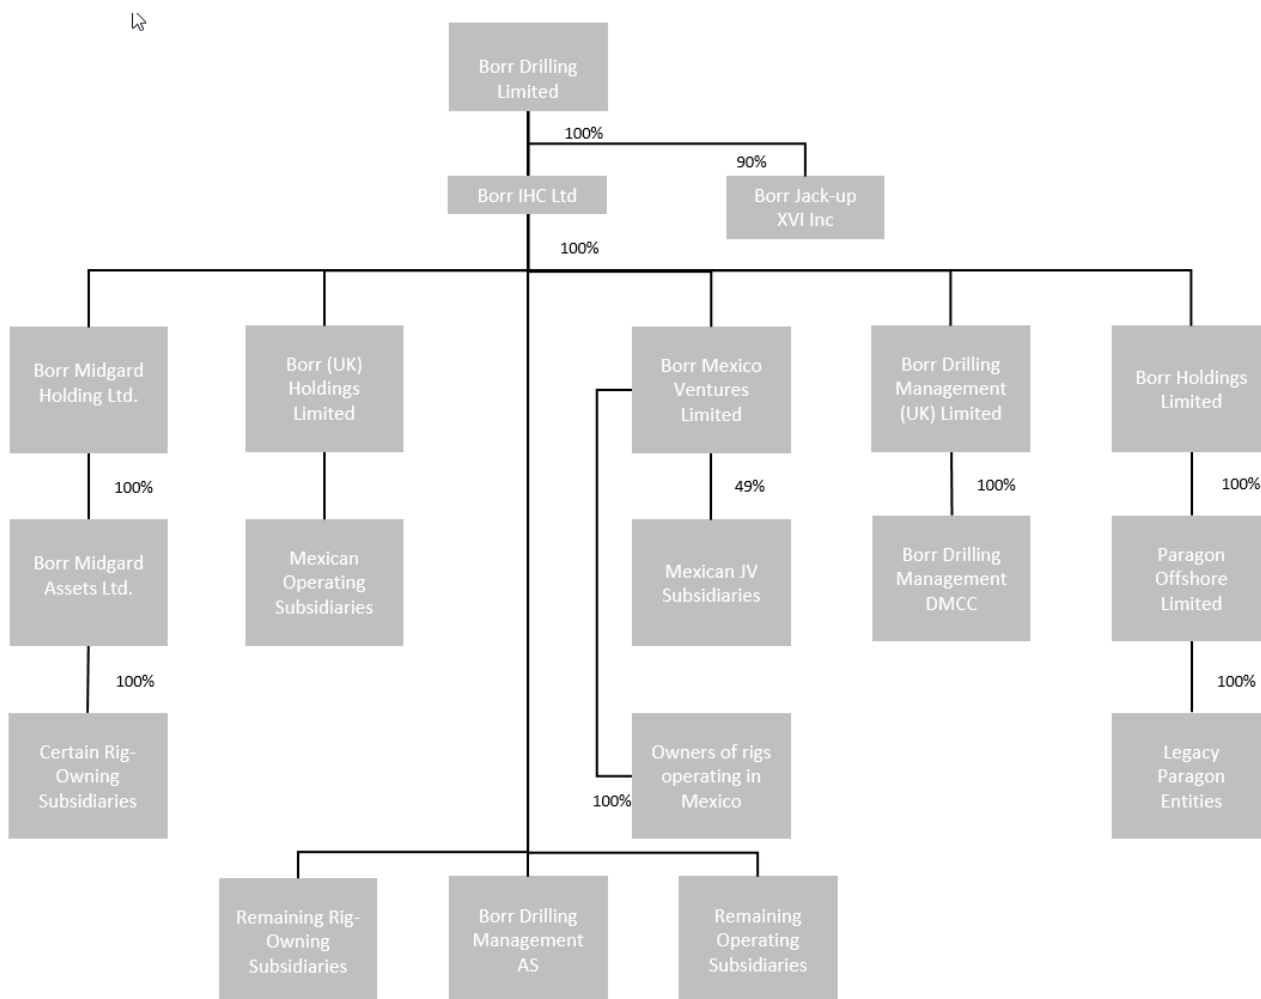 Borr Drilling
Limited
100%
90%
Borr IHC Ltd
Borr Jack-up
XVI Inc
100%
Borr Midgard
Holding Ltd.
Borr (UK)
Holdings
Limited
Borr Mexico
Ventures
Limited
Borr Drilling
Management
(UK) Limited
Borr Holdings
Limited
100%
49%
100%
100%
Borr Midgard
Assets Ltd.
Mexican
Operating
Subsidiaries
Mexican JV
Subsidiaries
Borr Drilling
Management
DMCC
Paragon
Offshore
Limited
100%
100%
Certain Rig-
Owning
Subsidiaries
Owners of rigs
operating in
Mexico
100%
Legacy
Paragon
Entities
Remaining Rig-
Owning
Subsidiaries
Borr Drilling
Management
AS
Remaining
Operating
Subsidiaries